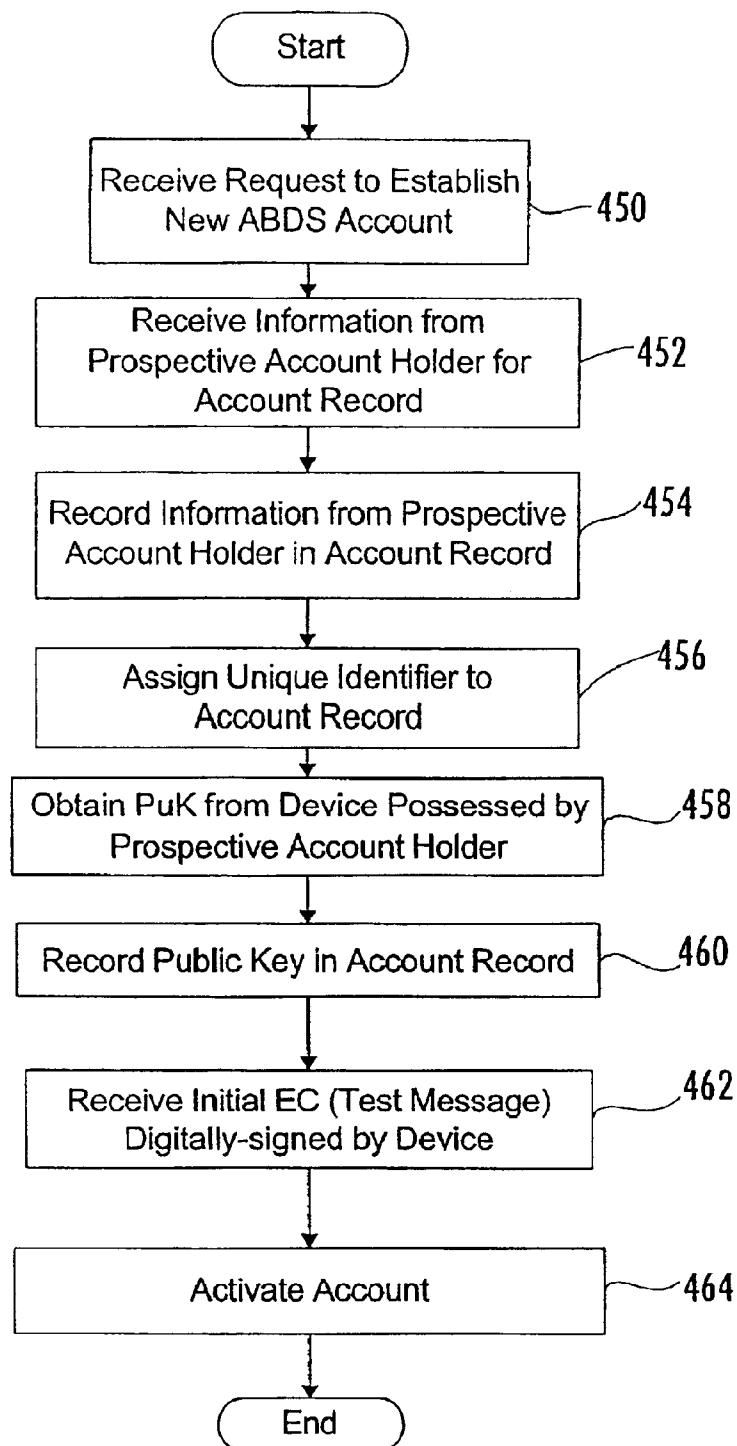 Start
Receive Request to Establish
New ABDS Account
450
Receive Information from
Prospective Account Holder for
Account Record
452
Record Information from Prospective
Account Holder in Account Record
454
Assign Unique Identifier to
Account Record
456
Obtain PuK from Device Possessed by
Prospective Account Holder
458
Record Public Key in Account Record
460
Receive Initial EC (Test Message)
Digitally-signed by Device
462
Activate Account
464
End